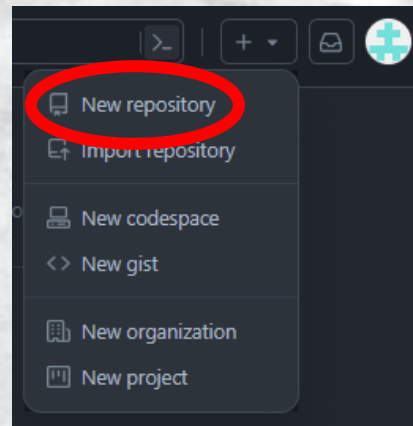 New repository
Import repository
New codespace
New gist
New organization
New project